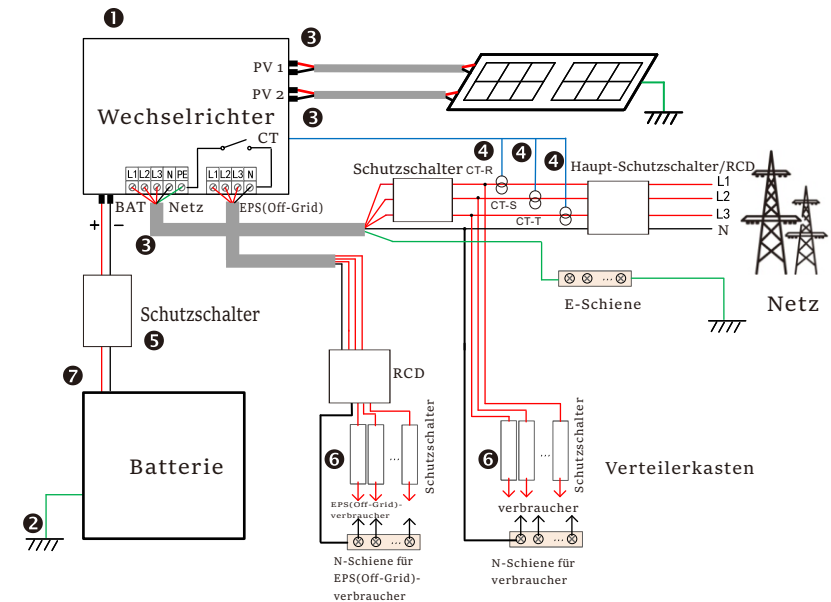 ❶
❸
PV 1
PV 2
❸
Wechselrichter
CT
L1 L2 L3 N PE
L1 L2 L3 N
BAT
Netz
EPS(Off-Grid)
+
−
❸
❹
❹
❹
Schutzschalter
CT-R
CT-S
CT-T
Haupt-Schutzschalter/RCD
L1
L2
L3
N
Netz
...
E-Schiene
Schutzschalter
❺
❼
Batterie
❷
RCD
❻
...
Schutzschalter
EPS(Off-Grid)-
verbraucher
...
N-Schiene für
EPS(Off-Grid)-
verbraucher
❻
...
Schutzschalter
verbraucher
...
N-Schiene für
verbraucher
Verteilerkasten